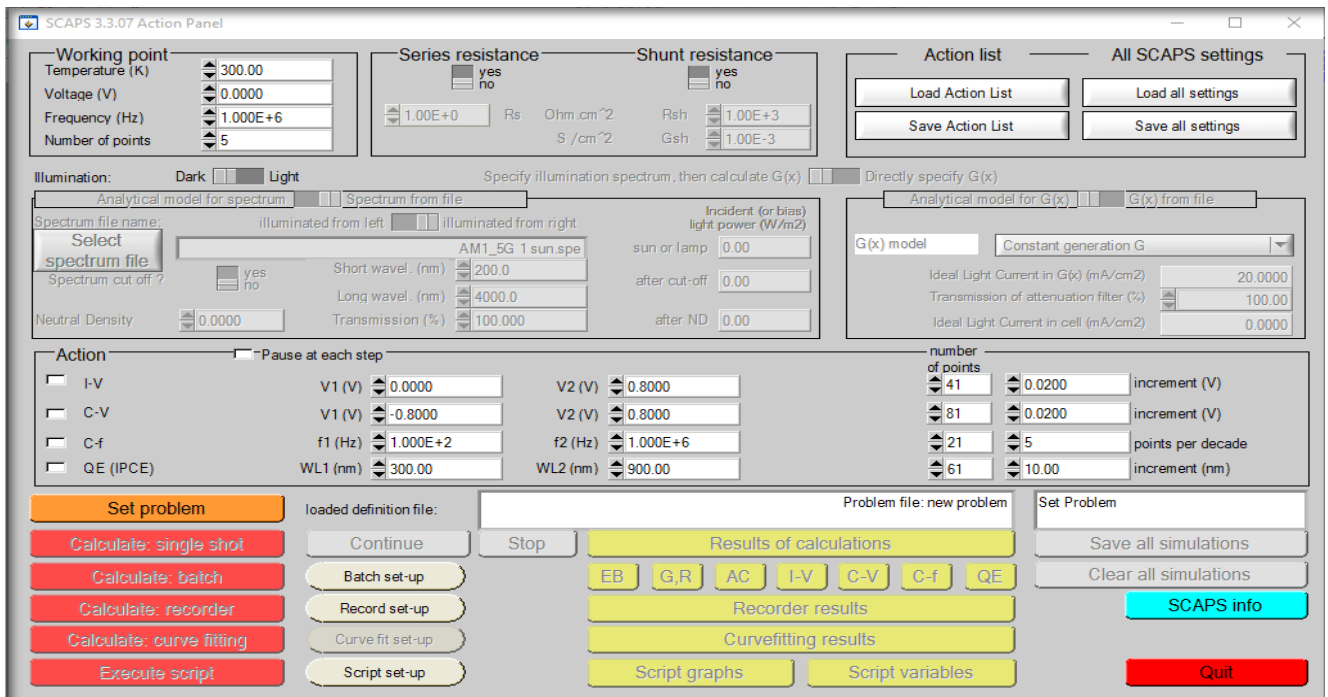 SCAPS 3.3.07 Action Panel
Working point
Temperature (K) 300.00
Voltage (V) 0.0000
Frequency (Hz) 1.000E+6
Number of points 5
Series resistance
yes
no
Shunt resistance
yes
no
1.00E+0 Rs Ohm.cm^2 Rsh 1.00E+3
S /cm^2 Gsh 1.00E-3
Action list
All SCAPS settings
Load Action List
Load all settings
Save Action List
Save all settings
Illumination: Dark Light
Specify illumination spectrum, then calculate G(x) Directly specify G(x)
Analytical model for spectrum Spectrum from file
Spectrum file name: illuminated from left illuminated from right
Incident (or bias)
light power (W/m2)
Select
spectrum file
AM1_5G 1 sun.spe
sun or lamp 0.00
Spectrum cut off ? yes
no
Short wavel. (nm) 200.0
after cut-off 0.00
Long wavel. (nm) 4000.0
Neutral Density 0.0000
Transmission (%) 100.000
after ND 0.00
Analytical model for G(x) G(x) from file
G(x) model Constant generation G
Ideal Light Current in G(x) (mA/cm2) 20.0000
Transmission of attenuation filter (%) 100.00
Ideal Light Current in cell (mA/cm2) 0.0000
Action Pause at each step
number
of points
I-V V1 (V) 0.0000 V2 (V) 0.8000 41 0.0200 increment (V)
C-V V1 (V) -0.8000 V2 (V) 0.8000 81 0.0200 increment (V)
C-f f1 (Hz) 1.000E+2 f2 (Hz) 1.000E+6 21 5 points per decade
QE (IPCE) WL1 (nm) 300.00 WL2 (nm) 900.00 61 10.00 increment (nm)
Set problem
loaded definition file:
Problem file: new problem
Set Problem
Calculate: single shot
Continue
Stop
Results of calculations
Save all simulations
Calculate: batch
Batch set-up
EB G,R AC I-V C-V C-f QE
Clear all simulations
Calculate: recorder
Record set-up
Recorder results
SCAPS info
Calculate: curve fitting
Curve fit set-up
Curvefitting results
Execute script
Script set-up
Script graphs
Script variables
Quit